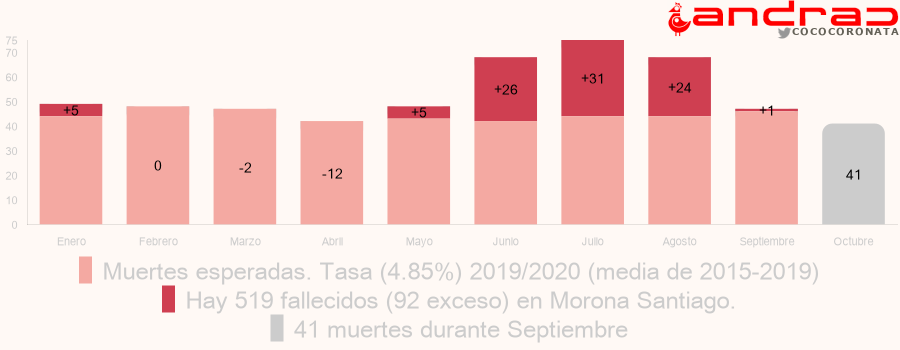 andrac
COCOCORONATA
75
70
60
50
40
30
20
10
0
+5
0
-2
-12
+5
+26
+31
+24
+1
41
Enero
Febrero
Marzo
Abril
Mayo
Junio
Julio
Agosto
Septiembre
Octubre
Muertes esperadas. Tasa (4.85%) 2019/2020 (media de 2015-2019)
Hay 519 fallecidos (92 exceso) en Morona Santiago.
41 muertes durante Septiembre